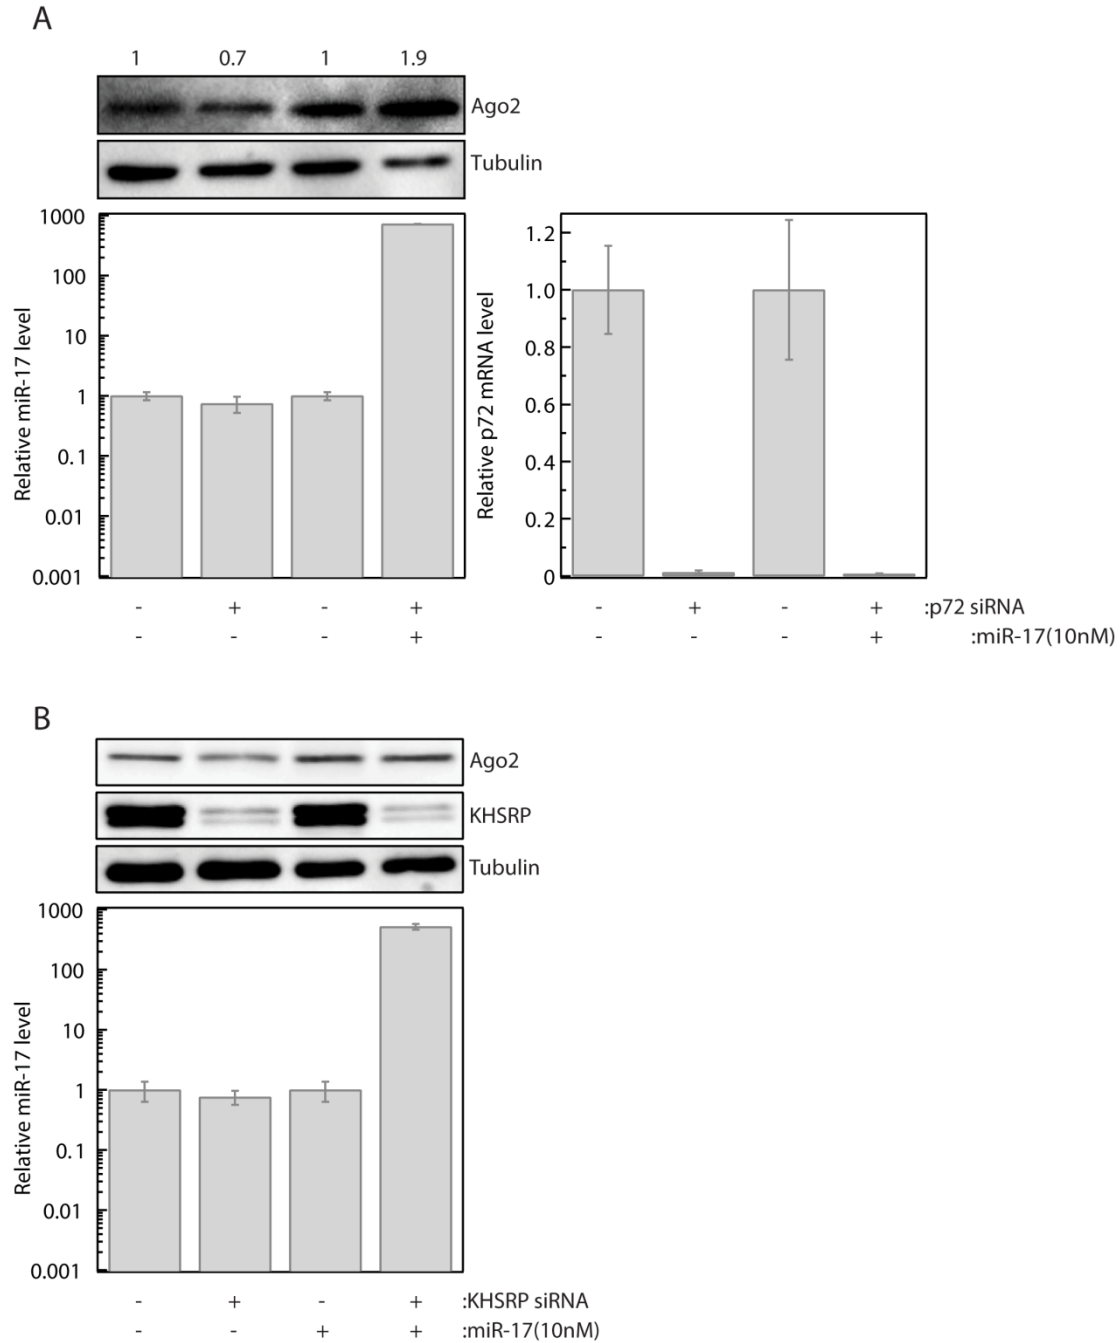 A
1 0.7 1 1.9
Ago2
Tubulin
1000
100
10
1
0.1
0.01
0.001
Relative miR-17 level
1.2
1.0
0.8
0.6
0.4
0.2
0
Relative p72 mRNA level
- + - + - + - + :p72 siRNA
- - - + - - - + :miR-17(10nM)
B
Ago2
KHSRP
Tubulin
1000
100
10
1
0.1
0.01
0.001
Relative miR-17 level
- + - + :KHSRP siRNA
- - + + :miR-17(10nM)